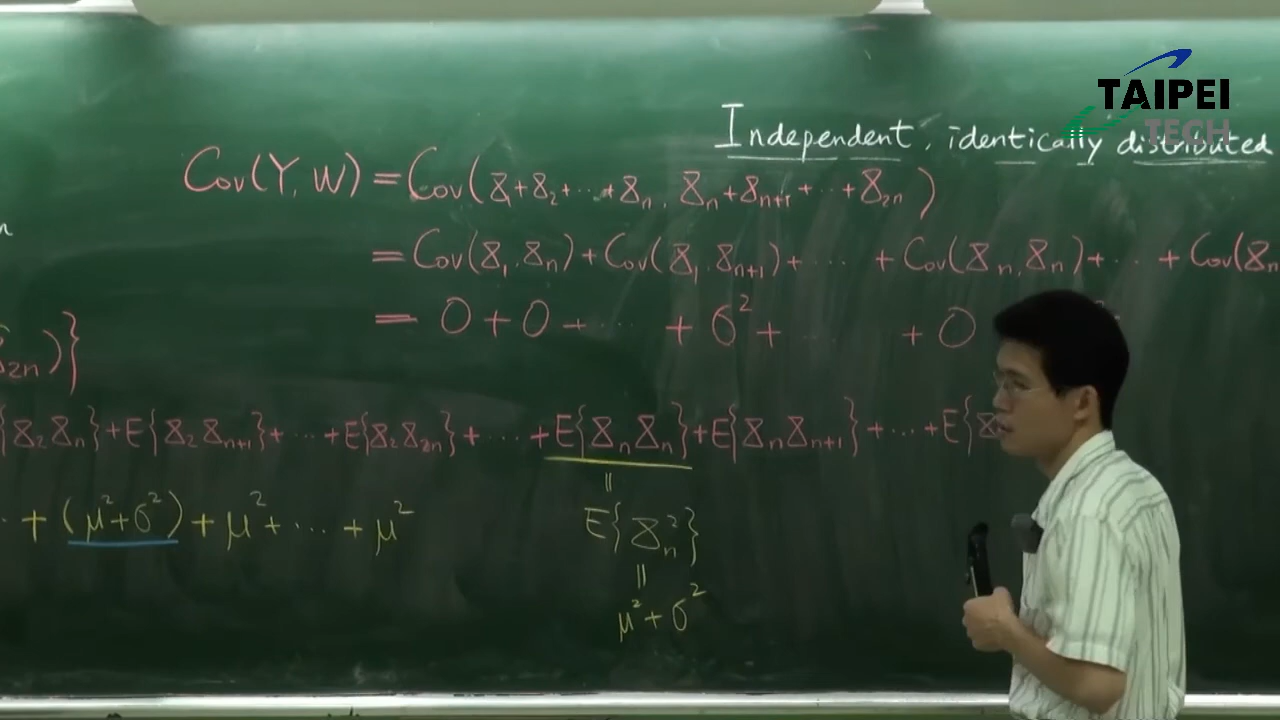 TAIPEI
TECH
Independent, identically distributed
Cov(Y, W) = Cov(X₁+X₂+⋯+Xₙ, Xₙ+Xₙ₊₁+⋯+X₂ₙ)
= Cov(X₁, Xₙ)+Cov(X₁, Xₙ₊₁)+⋯ +Cov(Xₙ, Xₙ)+⋯+Cov(Xₙ
= 0+0+⋯+σ²+⋯+0
₂ₙ)}
{X₂Xₙ}+E{X₂Xₙ₊₁}+⋯+E{X₂X₂ₙ}+⋯+E{XₙXₙ}+E{XₙXₙ₊₁}+⋯+E{X
⋯+(μ²+σ²)+μ²+⋯+μ²
=
E{Xₙ²}
=
μ²+σ²